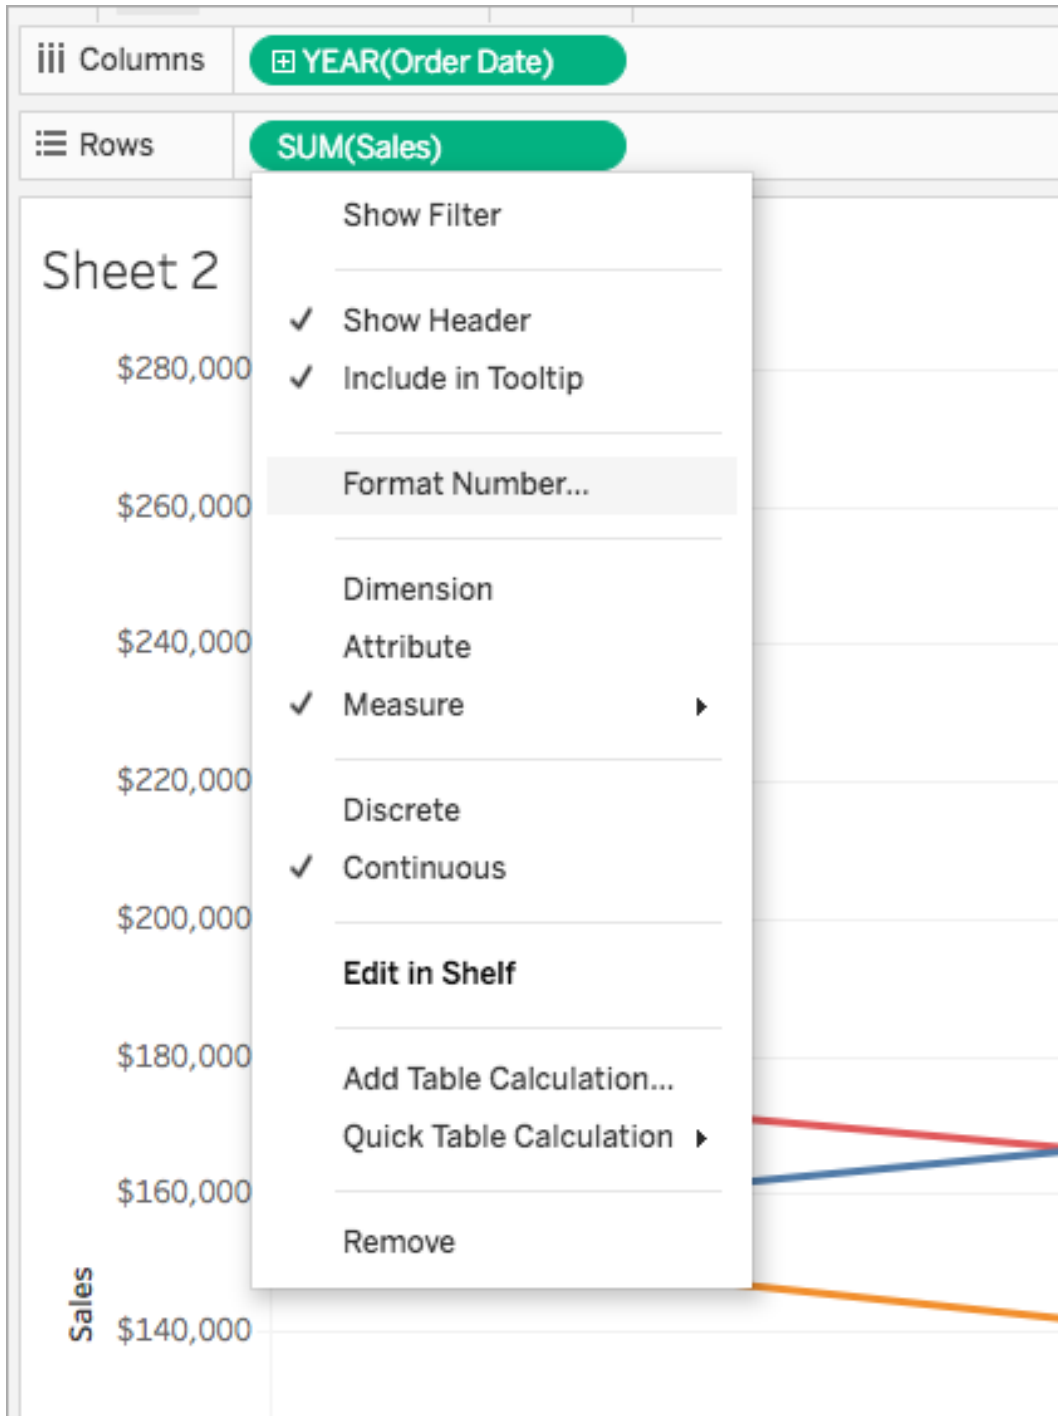 Columns
YEAR(Order Date)
Rows
SUM(Sales)
Sheet 2
Show Filter
Show Header
Include in Tooltip
Format Number...
Dimension
Attribute
Measure
Discrete
Continuous
Edit in Shelf
Add Table Calculation...
Quick Table Calculation
Remove
$280,000
$260,000
$240,000
$220,000
$200,000
$180,000
$160,000
$140,000
Sales